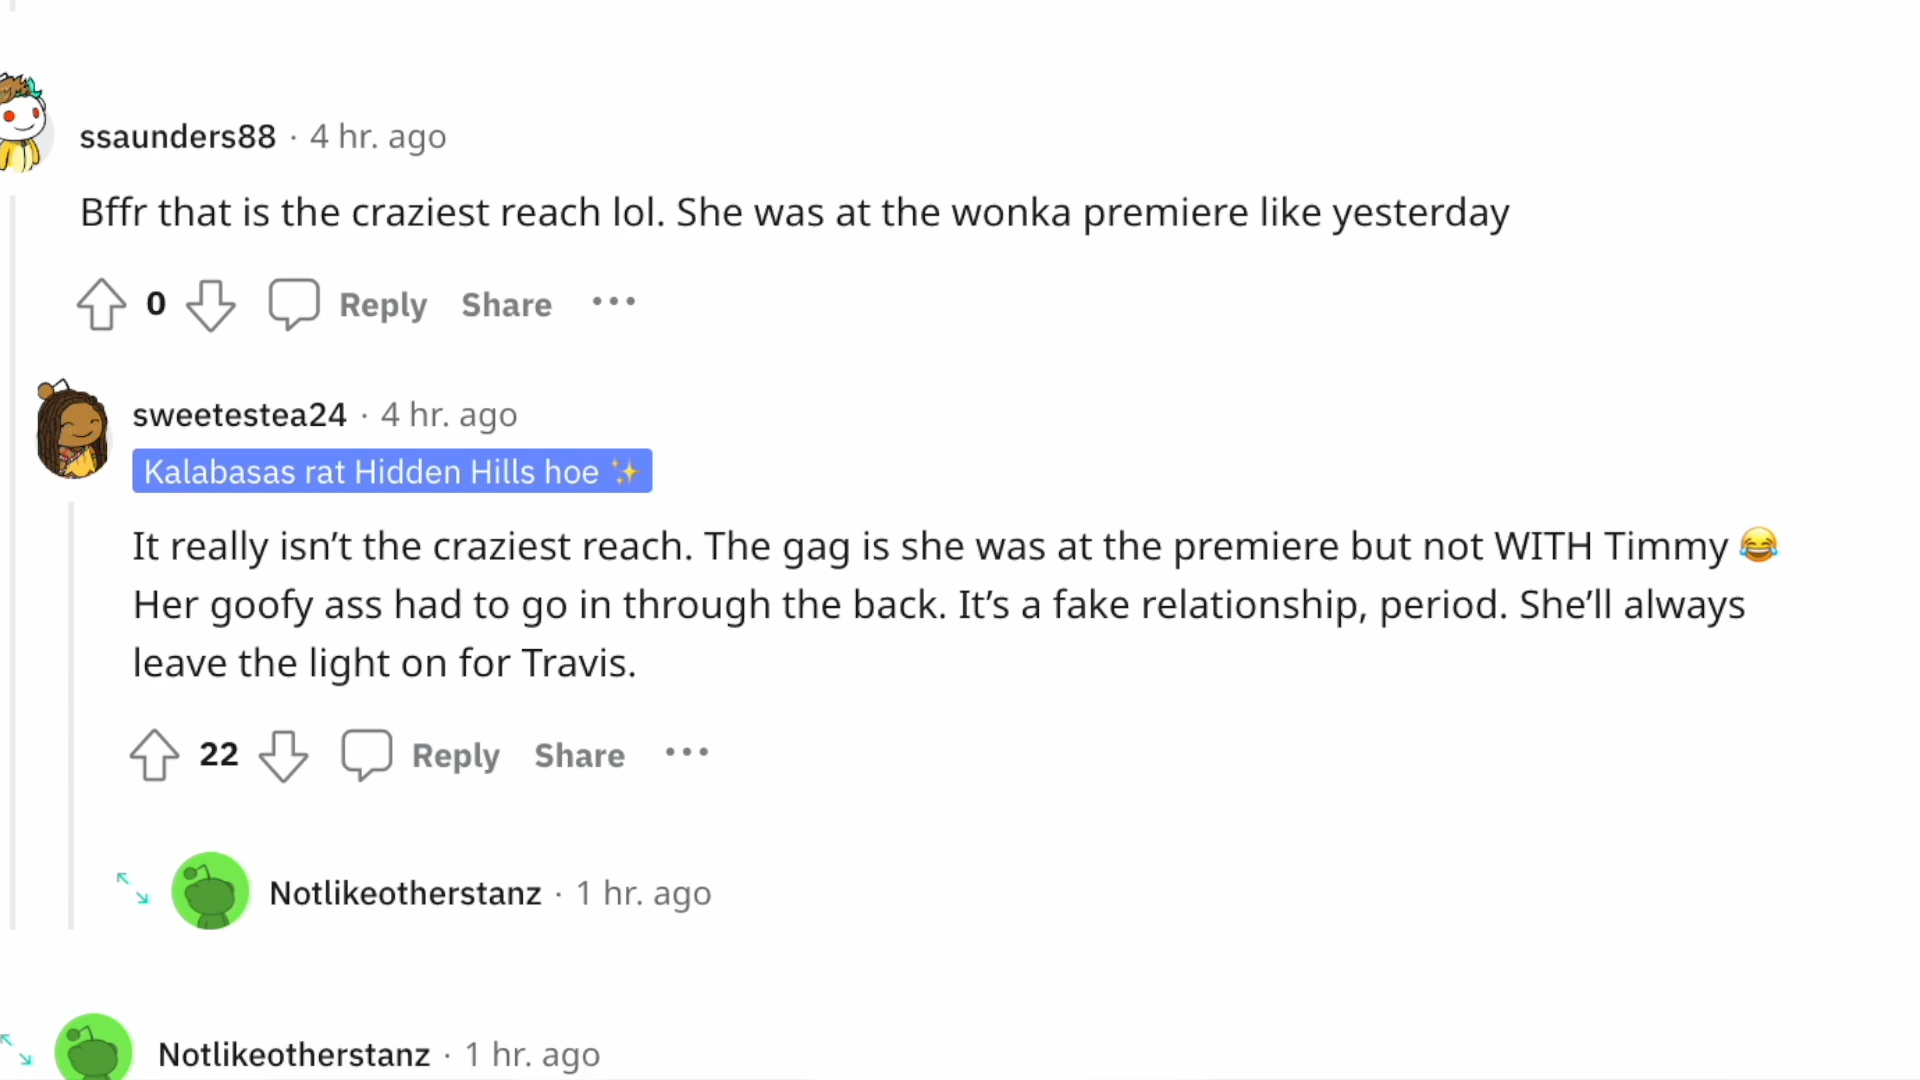 ssaunders88 · 4 hr. ago
Bffr that is the craziest reach lol. She was at the wonka premiere like yesterday
0 Reply Share ···
sweetestea24 · 4 hr. ago
Kalabasas rat Hidden Hills hoe ✨
It really isn’t the craziest reach. The gag is she was at the premiere but not WITH Timmy 😂
Her goofy ass had to go in through the back. It’s a fake relationship, period. She’ll always
leave the light on for Travis.
22 Reply Share ···
Notlikeotherstanz · 1 hr. ago
Notlikeotherstanz · 1 hr. ago